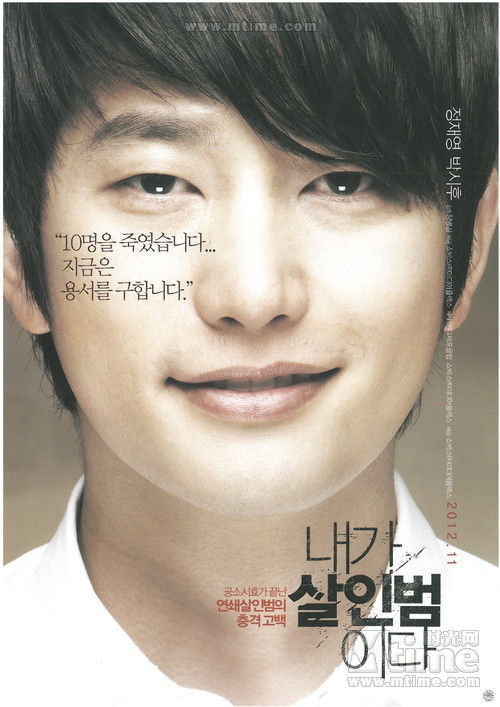 www.mtime.com
정재영 박시후
“10명을 죽였습니다...
지금은
용서를 구합니다.”
2012.11
공소시효가 끝난
연쇄살인범의
충격 고백
내가
살인범
이다
时光网
Mtime
www.mtime.com